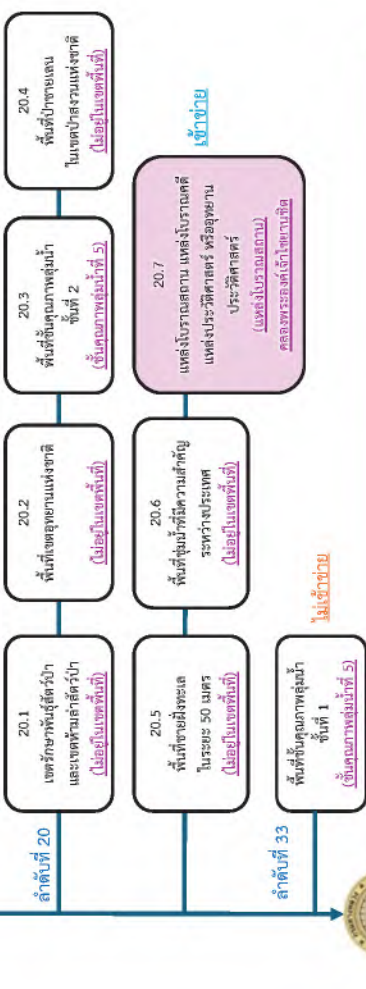 ลำดับที่ 20
20.1
เขตรักษาพันธุ์สัตว์ป่า
และเขตห้ามล่าสัตว์ป่า
(ไม่อยู่ในเขตพื้นที่)
20.2
พื้นที่เขตอุทยานแห่งชาติ
(ไม่อยู่ในเขตพื้นที่)
20.3
พื้นที่ชั้นคุณภาพลุ่มน้ำ
ชั้นที่ 2
(ชั้นคุณภาพลุ่มน้ำที่ 5)
20.4
พื้นที่ป่าชายเลน
ในเขตป่าสงวนแห่งชาติ
(ไม่อยู่ในเขตพื้นที่)
20.5
พื้นที่ชายฝั่งทะเล
ในระยะ 50 เมตร
(ไม่อยู่ในเขตพื้นที่)
20.6
พื้นที่ชุ่มน้ำที่มีความสำคัญ
ระหว่างประเทศ
(ไม่อยู่ในเขตพื้นที่)
20.7
แหล่งโบราณสถาน แหล่งโบราณคดี
แหล่งประวัติศาสตร์ หรืออุทยาน
ประวัติศาสตร์
(แหล่งโบราณสถาน)
คลองพระองค์เจ้าไชยานุชิต
เข้าข่าย
ลำดับที่ 33
พื้นที่ชั้นคุณภาพลุ่มน้ำ
ชั้นที่ 1
(ชั้นคุณภาพลุ่มน้ำที่ 5)
ไม่เข้าข่าย